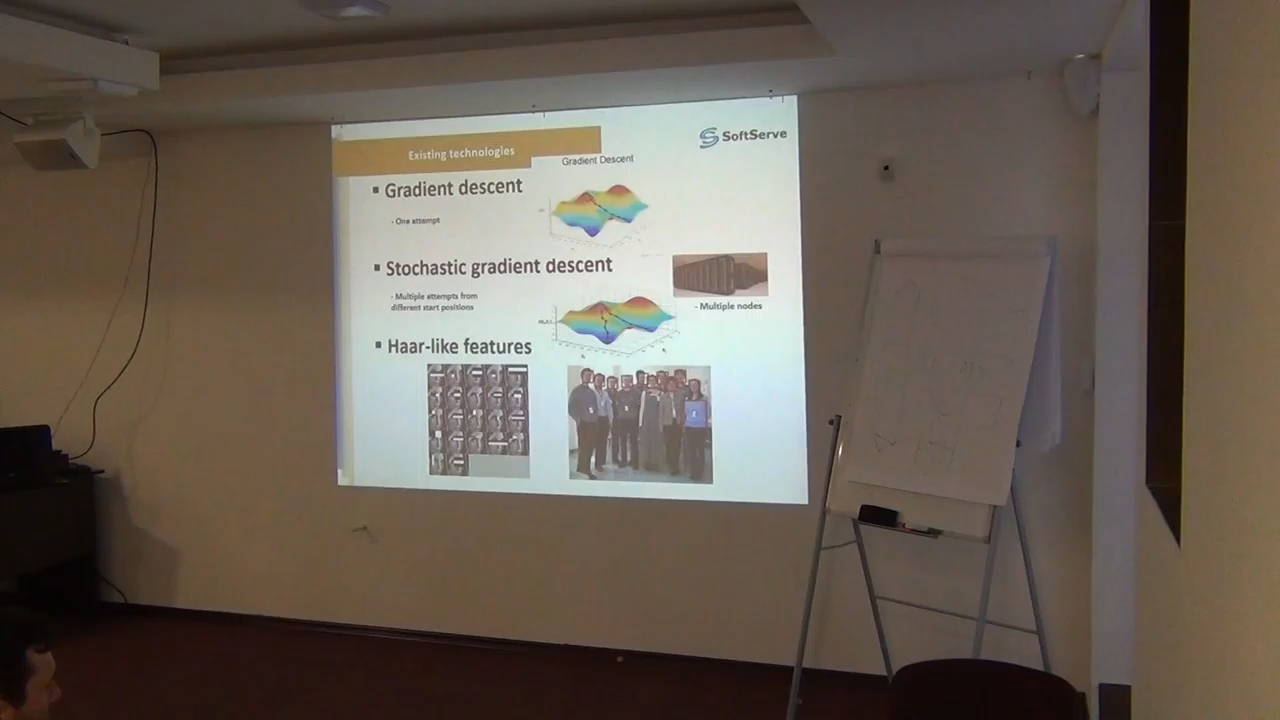 Existing technologies
SoftServe
Gradient Descent
▪ Gradient descent
- One attempt
▪ Stochastic gradient descent
- Multiple attempts from
different start positions
- Multiple nodes
▪ Haar-like features